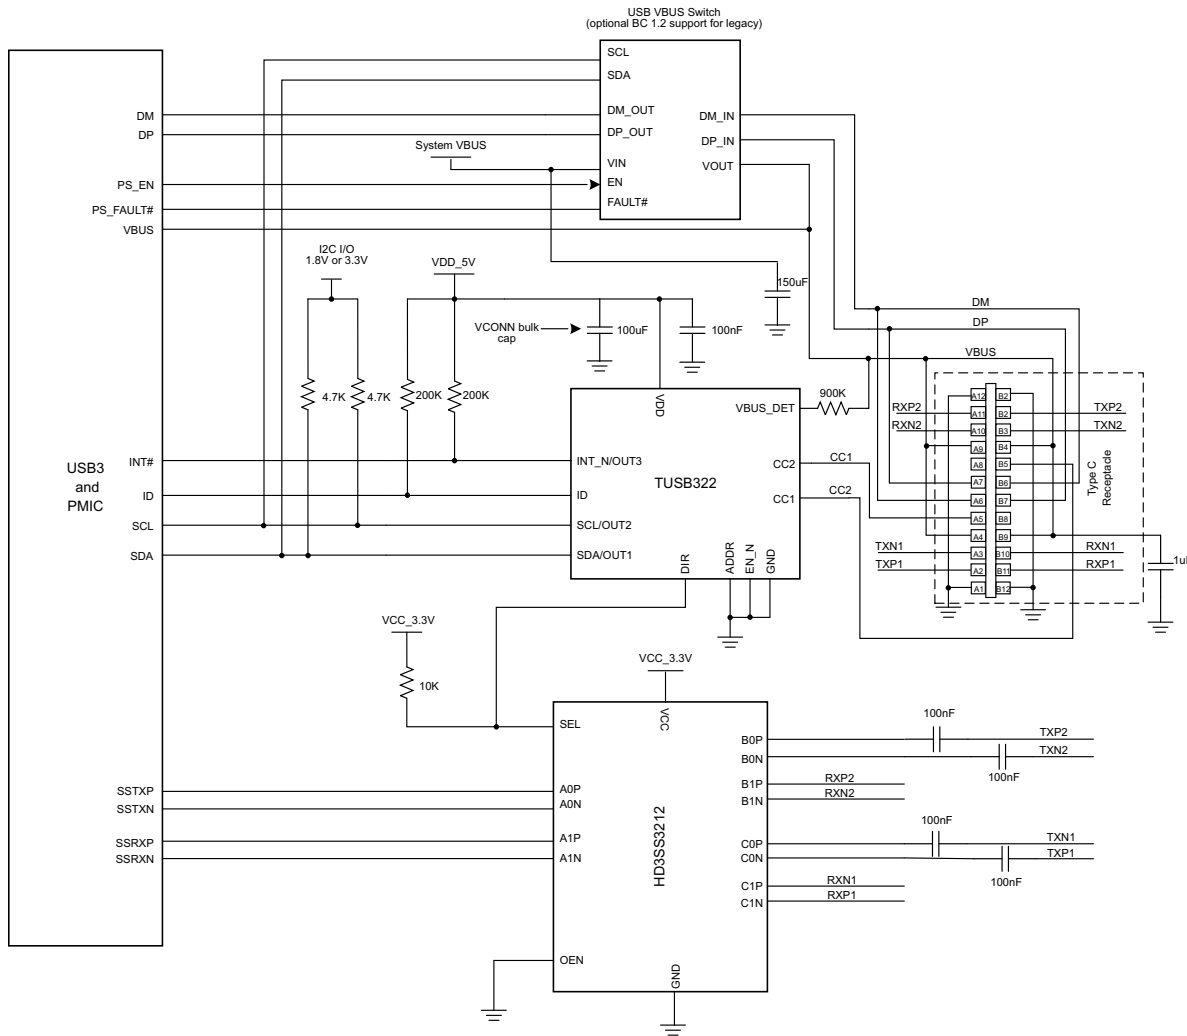 USB VBUS Switch
(optional BC 1.2 support for legacy)
SCL
SDA
DM_OUT
DP_OUT
VIN
EN
FAULT#
DM_IN
DP_IN
VOUT
System VBUS
DM
DP
PS_EN
PS_FAULT#
VBUS
INT#
ID
SCL
SDA
USB3
and
PMIC
SSTXP
SSTXN
SSRXP
SSRXN
I2C I/O
1.8V or 3.3V
VDD_5V
VCONN bulk
cap
100uF
100nF
150uF
4.7K
4.7K
200K
200K
VDD
VBUS_DET
900K
INT_N/OUT3
ID
SCL/OUT2
SDA/OUT1
TUSB322
CC2
CC1
CC1
CC2
DIR
ADDR
EN_N
GND
DM
DP
VBUS
RXP2
RXN2
TXN1
TXP1
A12
A11
A10
A9
A8
A7
A6
A5
A4
A3
A2
A1
B2
B2
B3
B4
B5
B6
B7
B8
B9
B10
B11
B12
TXP2
TXN2
RXN1
RXP1
Type C
Receptacle
1u
VCC_3.3V
10K
VCC_3.3V
VCC
SEL
A0P
A0N
A1P
A1N
OEN
HD3SS3212
GND
B0P
B0N
B1P
B1N
C0P
C0N
C1P
C1N
100nF
TXP2
TXN2
100nF
RXP2
RXN2
100nF
TXN1
TXP1
100nF
RXN1
RXP1